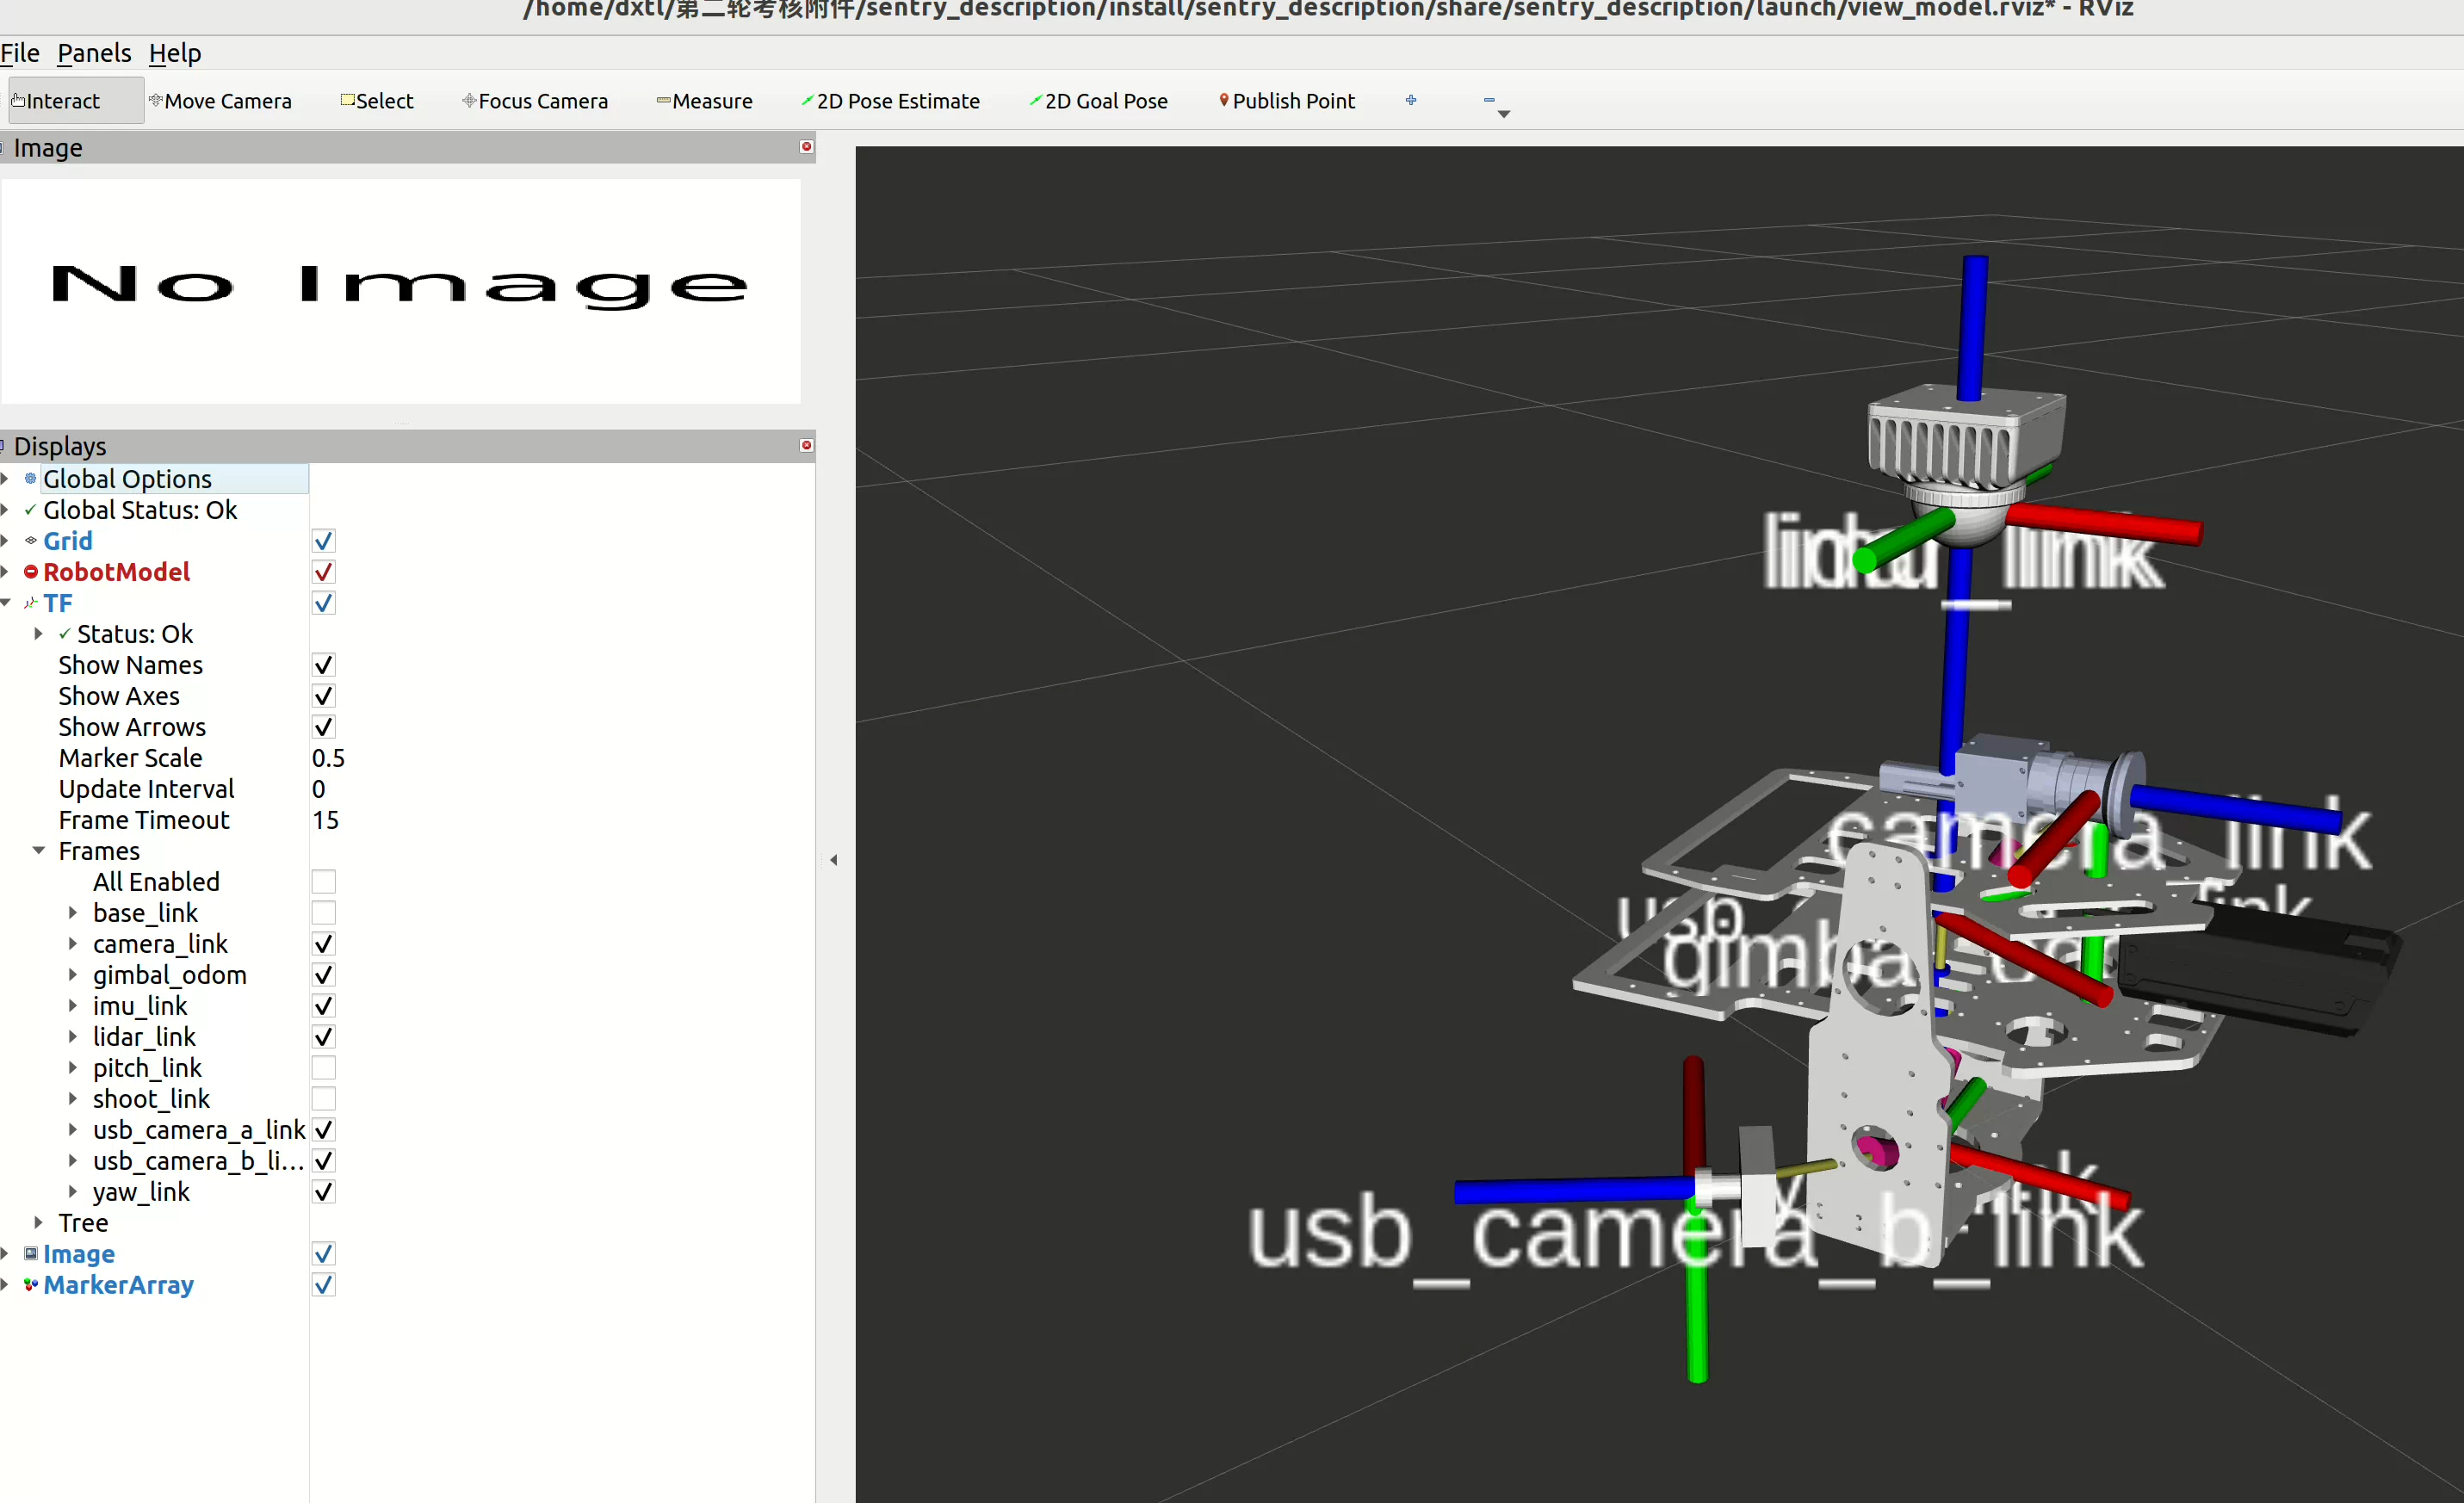 /home/dxtl/第二轮考核附件/sentry_description/install/sentry_description/share/sentry_description/launch/view_model.rviz* - RViz
File Panels Help
Interact Move Camera Select Focus Camera Measure 2D Pose Estimate 2D Goal Pose Publish Point
Image
No Image
Displays
Global Options
Global Status: Ok
Grid
RobotModel
TF
Status: Ok
Show Names
Show Axes
Show Arrows
Marker Scale 0.5
Update Interval 0
Frame Timeout 15
Frames
All Enabled
base_link
camera_link
gimbal_odom
imu_link
lidar_link
pitch_link
shoot_link
usb_camera_a_link
usb_camera_b_li...
yaw_link
Tree
Image
MarkerArray
camera_link
usb_camera_b_link